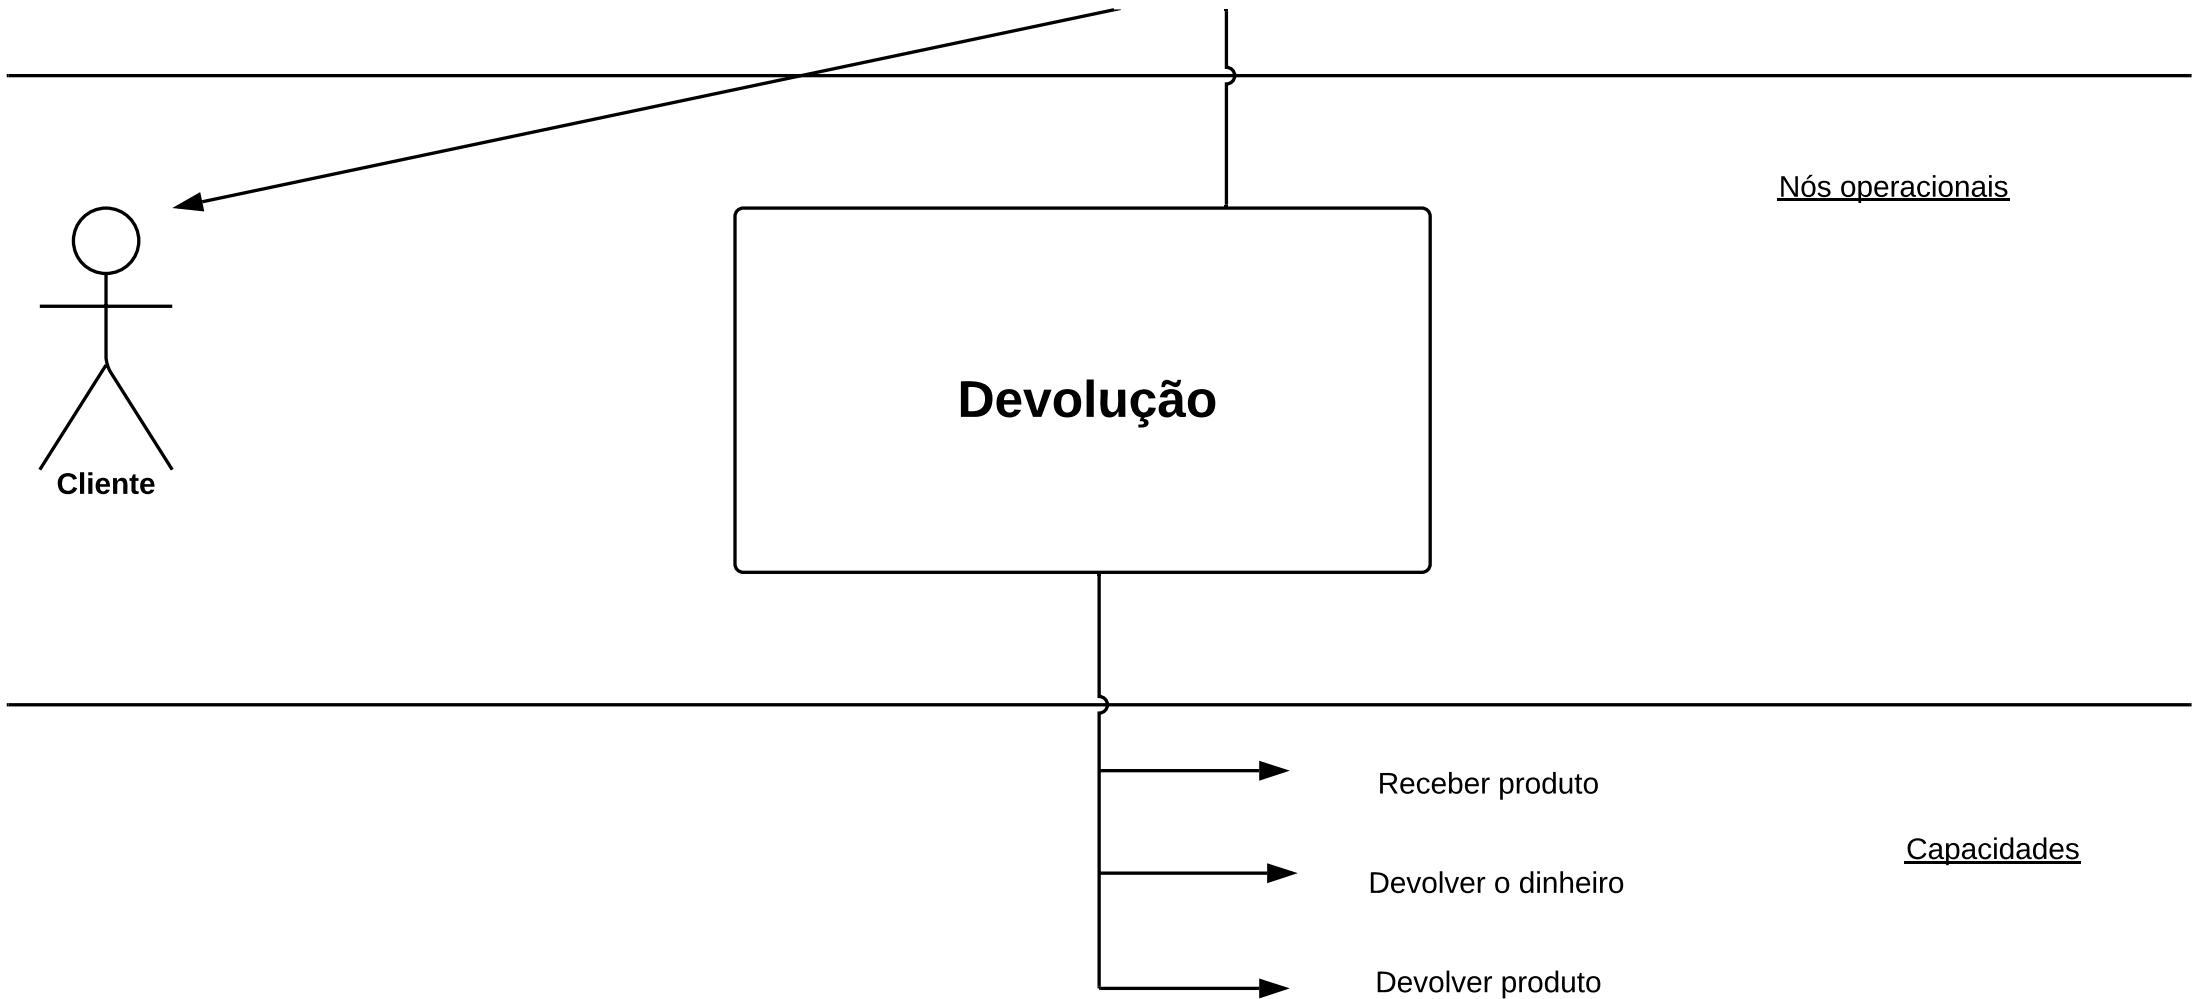 Nós operacionais
Devolução
Cliente
Receber produto
Capacidades
Devolver o dinheiro
Devolver produto